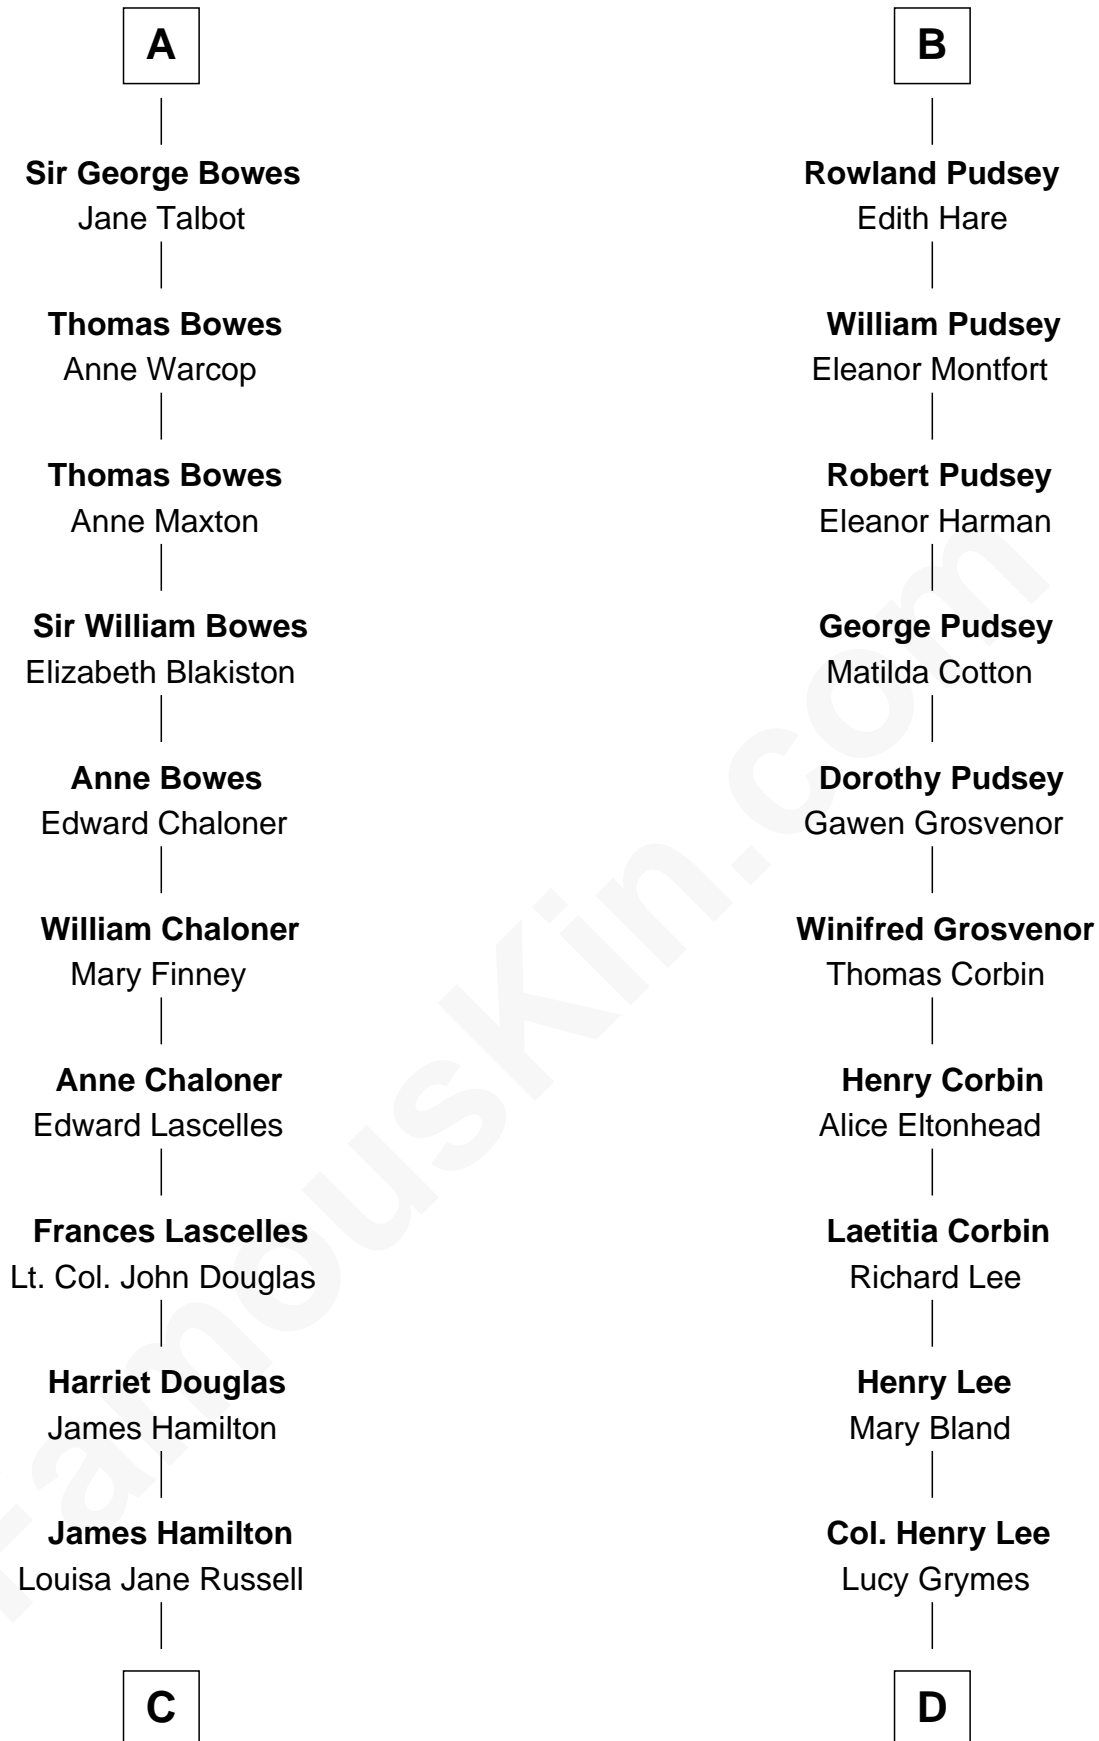 A
Sir George Bowes
Jane Talbot
Thomas Bowes
Anne Warcop
Thomas Bowes
Anne Maxton
Sir William Bowes
Elizabeth Blakiston
Anne Bowes
Edward Chaloner
William Chaloner
Mary Finney
Anne Chaloner
Edward Lascelles
Frances Lascelles
Lt. Col. John Douglas
Harriet Douglas
James Hamilton
James Hamilton
Louisa Jane Russell
C
B
Rowland Pudsey
Edith Hare
William Pudsey
Eleanor Montfort
Robert Pudsey
Eleanor Harman
George Pudsey
Matilda Cotton
Dorothy Pudsey
Gawen Grosvenor
Winifred Grosvenor
Thomas Corbin
Henry Corbin
Alice Eltonhead
Laetitia Corbin
Richard Lee
Henry Lee
Mary Bland
Col. Henry Lee
Lucy Grymes
D
FamousKin.com